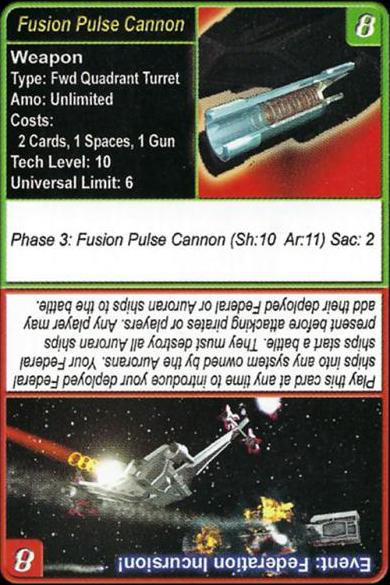 Fusion Pulse Cannon
8
Weapon
Type: Fwd Quadrant Turret
Amo: Unlimited
Costs:
2 Cards, 1 Spaces, 1 Gun
Tech Level: 10
Universal Limit: 6
Phase 3: Fusion Pulse Cannon (Sh:10 Ar:11) Sac: 2
Event: Federation Incursion!
8
Play this card at any time to introduce your deployed Federal
ships into any system owned by the Aurorans. Your Federal
ships start a battle. They must destroy all Auroran ships
present before attacking pirates or players. Any player may
add their deployed Federal or Auroran ships to the battle.